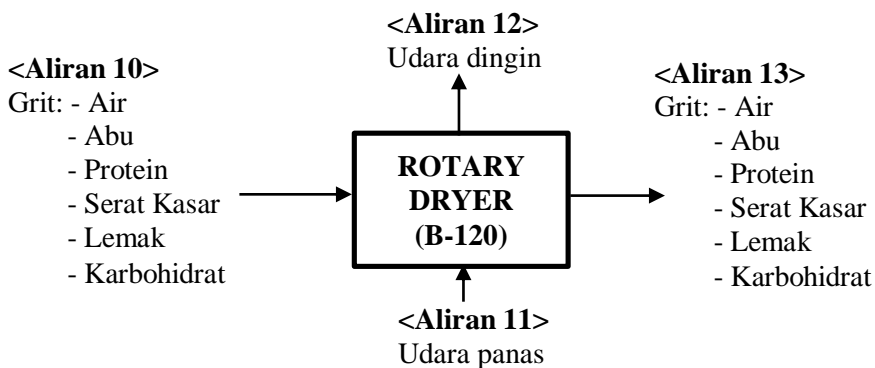 <Aliran 12>
Udara dingin
<Aliran 10>
Grit: - Air
- Abu
- Protein
- Serat Kasar
- Lemak
- Karbohidrat
ROTARY
DRYER
(B-120)
<Aliran 13>
Grit: - Air
- Abu
- Protein
- Serat Kasar
- Lemak
- Karbohidrat
<Aliran 11>
Udara panas